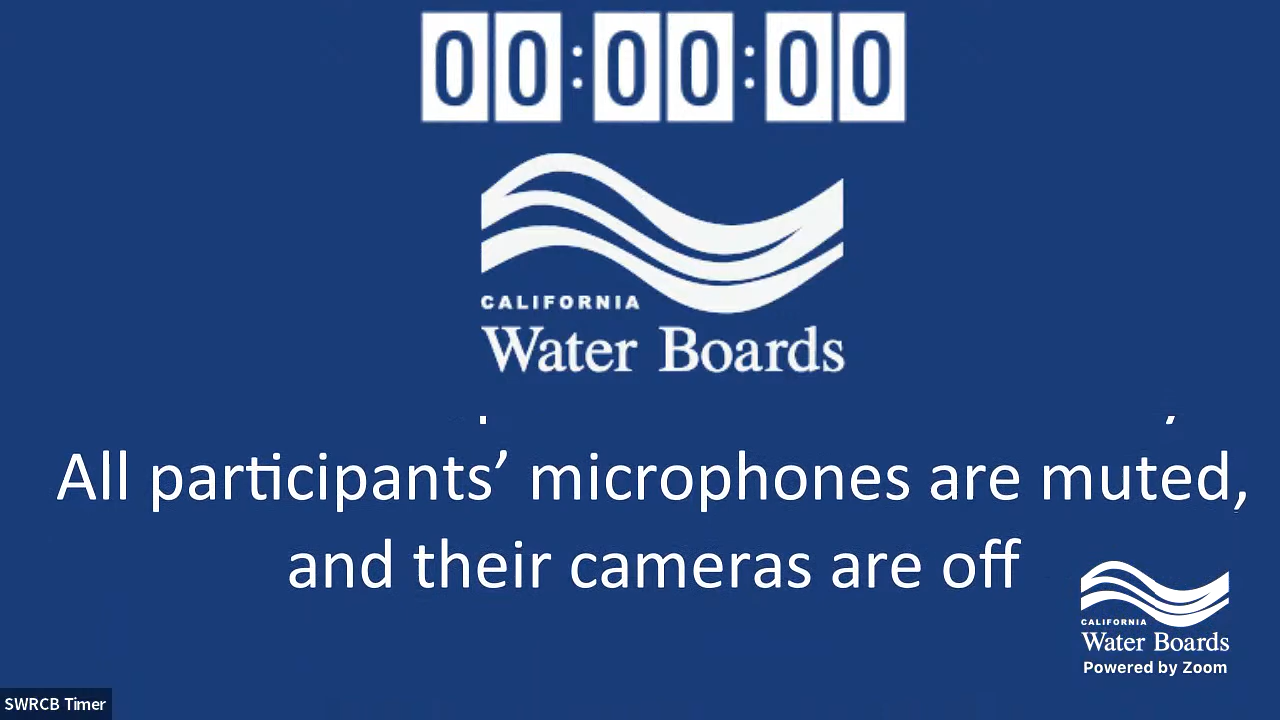 00:00:00
CALIFORNIA
Water Boards
All participants’ microphones are muted,
and their cameras are off
CALIFORNIA
Water Boards
Powered by Zoom
SWRCB Timer